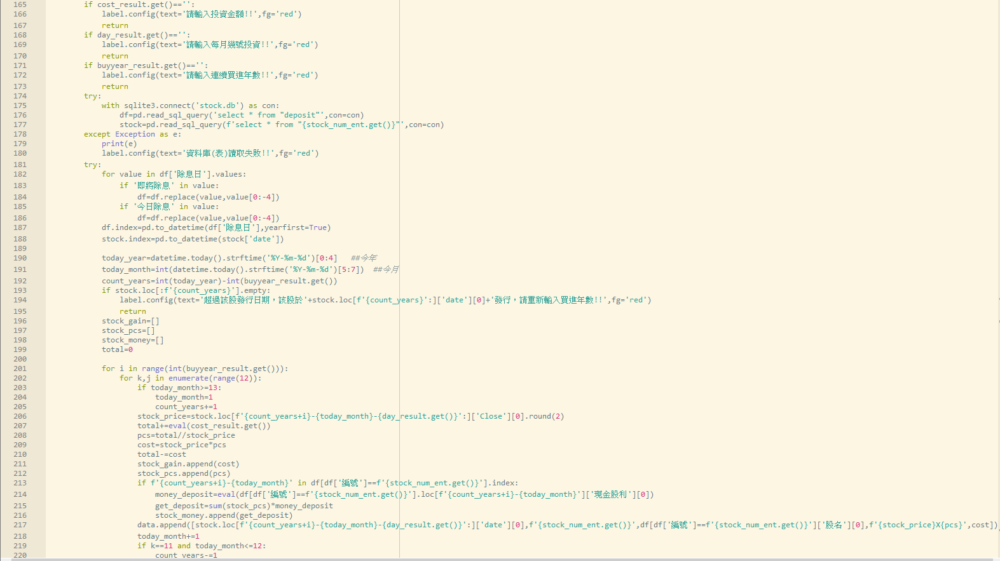 165 if cost_result.get()=='':
166 label.config(text='請輸入投資金額!!',fg='red')
167 return
168 if day_result.get()=='':
169 label.config(text='請輸入每月幾號投資!!',fg='red')
170 return
171 if buyyear_result.get()=='':
172 label.config(text='請輸入連續買進年數!!',fg='red')
173 return
174 try:
175 with sqlite3.connect('stock.db') as con:
176 df=pd.read_sql_query('select * from "deposit"',con=con)
177 stock=pd.read_sql_query(f'select * from "{stock_num_ent.get()}"',con=con)
178 except Exception as e:
179 print(e)
180 label.config(text='資料庫(表)讀取失敗!!',fg='red')
181 try:
182 for value in df['除息日'].values:
183 if '即將除息' in value:
184 df=df.replace(value,value[0:-4])
185 if '今日除息' in value:
186 df=df.replace(value,value[0:-4])
187 df.index=pd.to_datetime(df['除息日'],yearfirst=True)
188 stock.index=pd.to_datetime(stock['date'])
189
190 today_year=datetime.today().strftime('%Y-%m-%d')[0:4] ##今年
191 today_month=int(datetime.today().strftime('%Y-%m-%d')[5:7]) ##今月
192 count_years=int(today_year)-int(buyyear_result.get())
193 if stock.loc[:f'{count_years}'].empty:
194 label.config(text='超過該股發行日期，該股於'+stock.loc[f'{count_years}':]['date'][0]+'發行，請重新輸入買進年數!!',fg='red')
195 return
196 stock_gain=[]
197 stock_pcs=[]
198 stock_money=[]
199 total=0
200
201 for i in range(int(buyyear_result.get())):
202 for k,j in enumerate(range(12)):
203 if today_month>=13:
204 today_month=1
205 count_years+=1
206 stock_price=stock.loc[f'{count_years+i}-{today_month}-{day_result.get()}':]['Close'][0].round(2)
207 total+=eval(cost_result.get())
208 pcs=total//stock_price
209 cost=stock_price*pcs
210 total-=cost
211 stock_gain.append(cost)
212 stock_pcs.append(pcs)
213 if f'{count_years+i}-{today_month}' in df[df['編號']==f'{stock_num_ent.get()}'].index:
214 money_deposit=eval(df[df['編號']==f'{stock_num_ent.get()}'].loc[f'{count_years+i}-{today_month}']['現金股利'][0])
215 get_deposit=sum(stock_pcs)*money_deposit
216 stock_money.append(get_deposit)
217 data.append([stock.loc[f'{count_years+i}-{today_month}-{day_result.get()}':]['date'][0],f'{stock_num_ent.get()}',df[df['編號']==f'{stock_num_ent.get()}']['股名'][0],f'{stock_price}X{pcs}',cost])
218 today_month+=1
219 if k==11 and today_month<=12:
220 count_years-=1